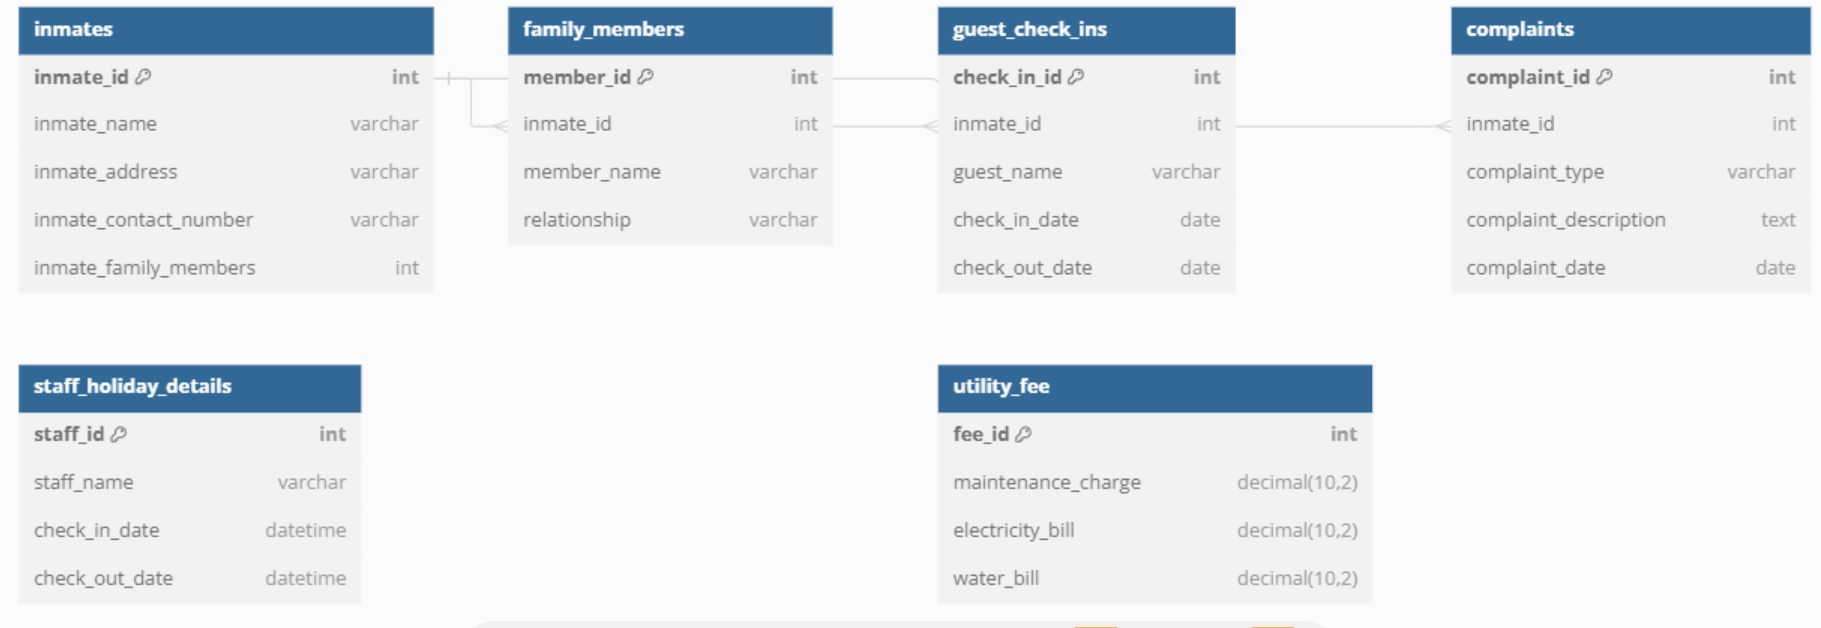 inmates
inmate_id int
inmate_name varchar
inmate_address varchar
inmate_contact_number varchar
inmate_family_members int
family_members
member_id int
inmate_id int
member_name varchar
relationship varchar
guest_check_ins
check_in_id int
inmate_id int
guest_name varchar
check_in_date date
check_out_date date
complaints
complaint_id int
inmate_id int
complaint_type varchar
complaint_description text
complaint_date date
staff_holiday_details
staff_id int
staff_name varchar
check_in_date datetime
check_out_date datetime
utility_fee
fee_id int
maintenance_charge decimal(10,2)
electricity_bill decimal(10,2)
water_bill decimal(10,2)